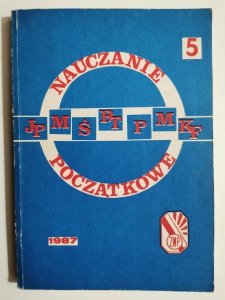 5
NAUCZANIE
JP M Ś PT P M KF
POCZĄTKOWE
1987
ZNP